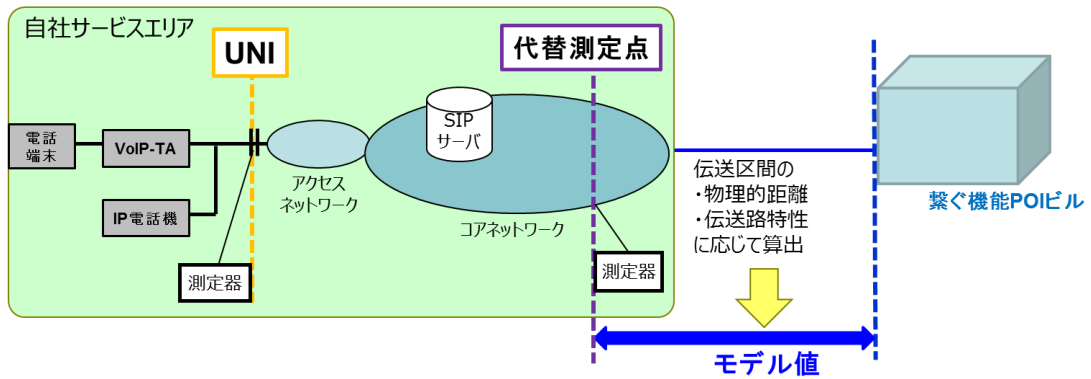 自社サービスエリア
UNI
代替測定点
電話
端末
VoIP-TA
IP電話機
測定器
アクセス
ネットワーク
SIP
サーバ
コアネットワーク
測定器
伝送区間の
・物理的距離
・伝送路特性
に応じて算出
モデル値
繋ぐ機能POIビル